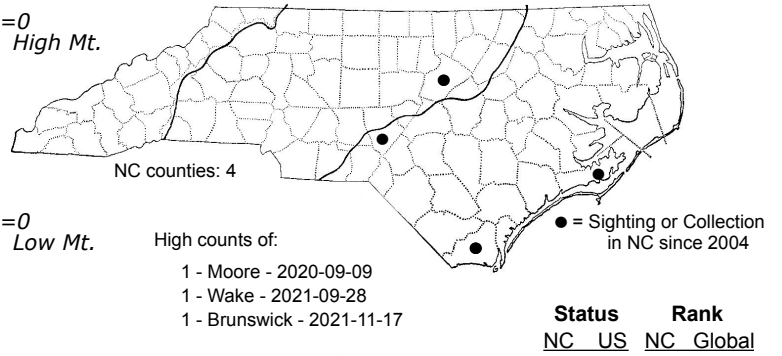 =0
High Mt.
NC counties: 4
=0
Low Mt.
High counts of:
1 - Moore - 2020-09-09
1 - Wake - 2021-09-28
1 - Brunswick - 2021-11-17
● = Sighting or Collection
in NC since 2004
Status Rank
NC US NC Global